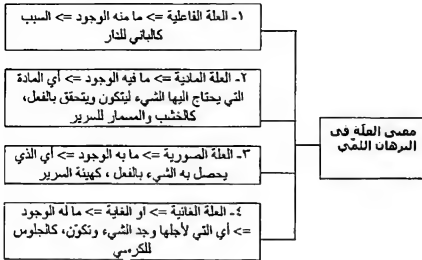 معنى العلّة في
البرهان اللمّي
١- العلة الفاعلية <= ما منه الوجود <= السبب
كالباني للدار
٢- العلة المادية <= ما فيه الوجود <= أي المادة
التي يحتاج اليها الشيء ليتكون ويتحقق بالفعل،
كالخشب والمسمار للسرير
٣- العلة الصورية <= ما به الوجود <= أي الذي
يحصل به الشيء بالفعل ، كهيئة السرير
٤- العلة الغائية <= او الغاية <= ما له الوجود
<= أي التي لأجلها وجد الشيء وتكوّن، كالجلوس
للكرسي